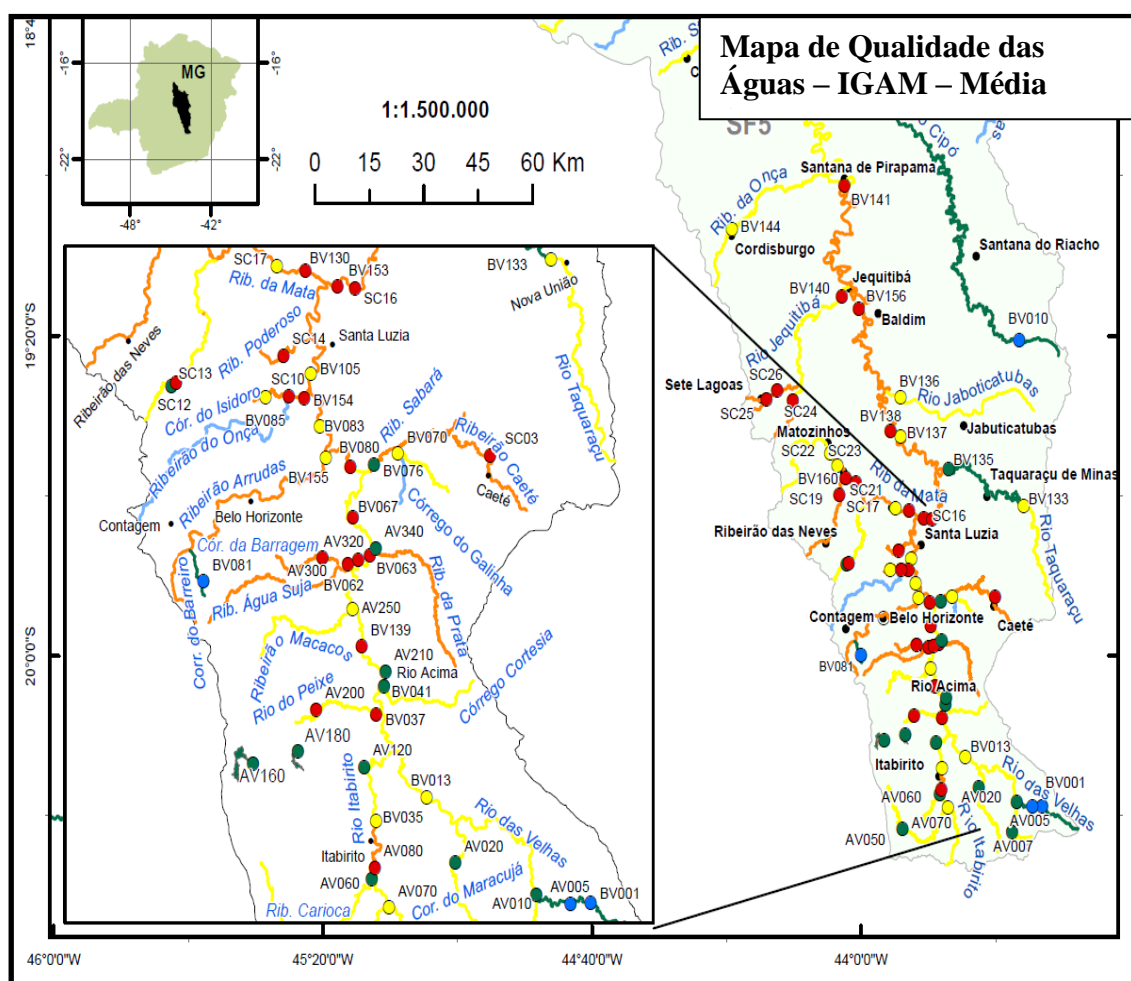 18°4
-16°
MG
-16°
-22°
-22°
-48°
-42°
1:1.500.000
0 15 30 45 60 Km
Mapa de Qualidade das
Águas – IGAM – Média
Rib. S
C
SF5
o Cipó
as
Santana de Pirapama
BV141
Rib. da Onça
BV144
Cordisburgo
Santana do Riacho
BV140
Jequitibá
BV156
Baldim
BV010
Rio Jequitibá
SC26
Sete Lagoas
SC25
SC24
BV136
Rio Jaboticatubas
BV138
BV137
Jabuticatubas
Matozinhos
SC22
SC23
BV135
Taquaraçu de Minas
BV160
SC21
Rib da Mata
BV133
SC19
SC17
SC16
Ribeirão das Neves
Santa Luzia
Rio Taquaraçu
Contagem
Belo Horizonte
Caeté
BV081
Rio Acima
Itabirito
BV013
Rio das Velhas
BV001
AV060
AV020
AV005
AV070
AV050
AV007
Rio Itabirito
SC17
BV130
BV153
BV133
Rib. da Mata
SC16
Nova União
Rib. Poderoso
Santa Luzia
SC14
Ribeirão das Neves
BV105
Rio Taquaraçu
SC13
SC10
SC12
Cór. do Isidoro
BV154
Rib. Sabará
BV085
BV083
Ribeirão do Onça
BV080
BV070
Ribeirão Caeté
SC03
BV155
BV076
Ribeirão Arrudas
Caeté
Belo Horizonte
BV067
Contagem
Córrego do Galinha
AV320
AV340
Cór. da Barragem
AV300
BV063
BV081
BV062
Rib. Água Suja
Rib. da Prata
Corr. do Barreiro
AV250
BV139
Ribeirão Macacos
AV210
Rio Acima
Córrego Cortesia
Rio do Peixe
AV200
BV041
BV037
AV180
AV160
AV120
Rio Itabirito
BV013
BV035
Rio das Velhas
Itabirito
AV080
AV020
AV060
AV070
Cor. do Maracujá
AV005
BV001
AV010
Rib. Carioca
19°20'0"S
20°0'0"S
46°0'0"W
45°20'0"W
44°40'0"W
44°0'0"W